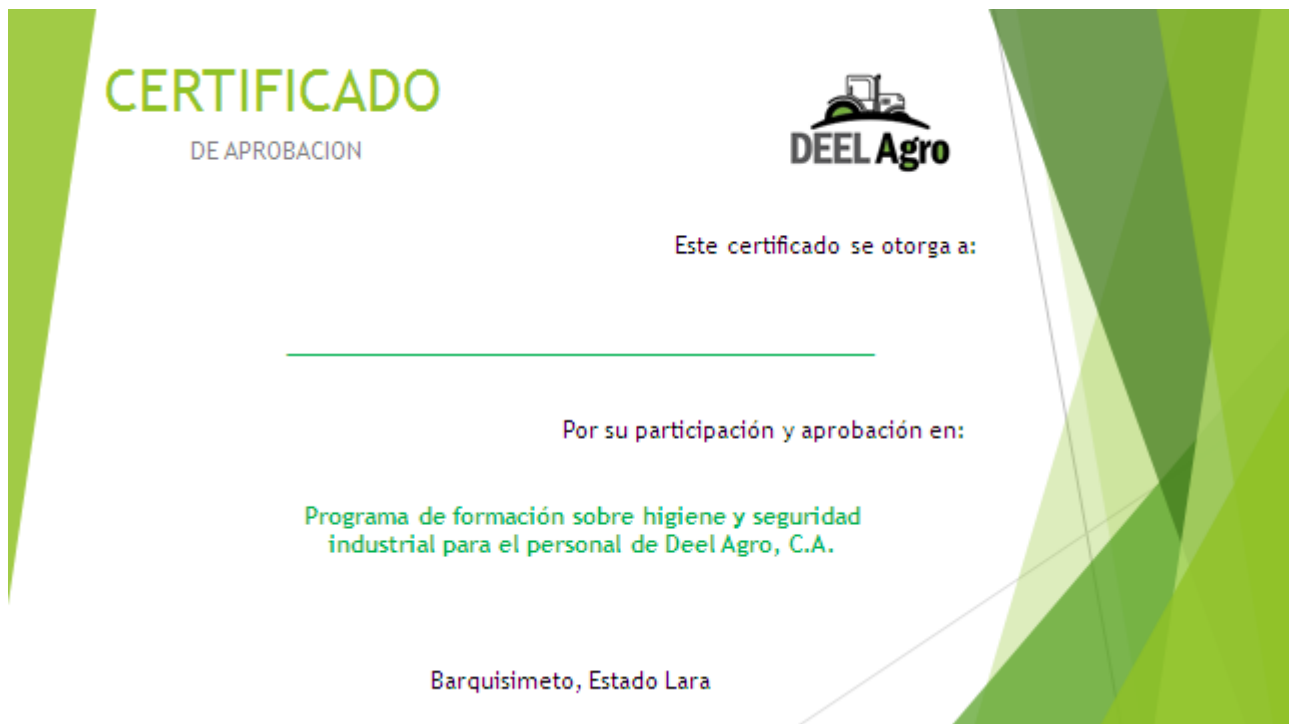 CERTIFICADO
DE APROBACION
DEEL Agro
Este certificado se otorga a:
Por su participación y aprobación en:
Programa de formación sobre higiene y seguridad
industrial para el personal de Deel Agro, C.A.
Barquisimeto, Estado Lara